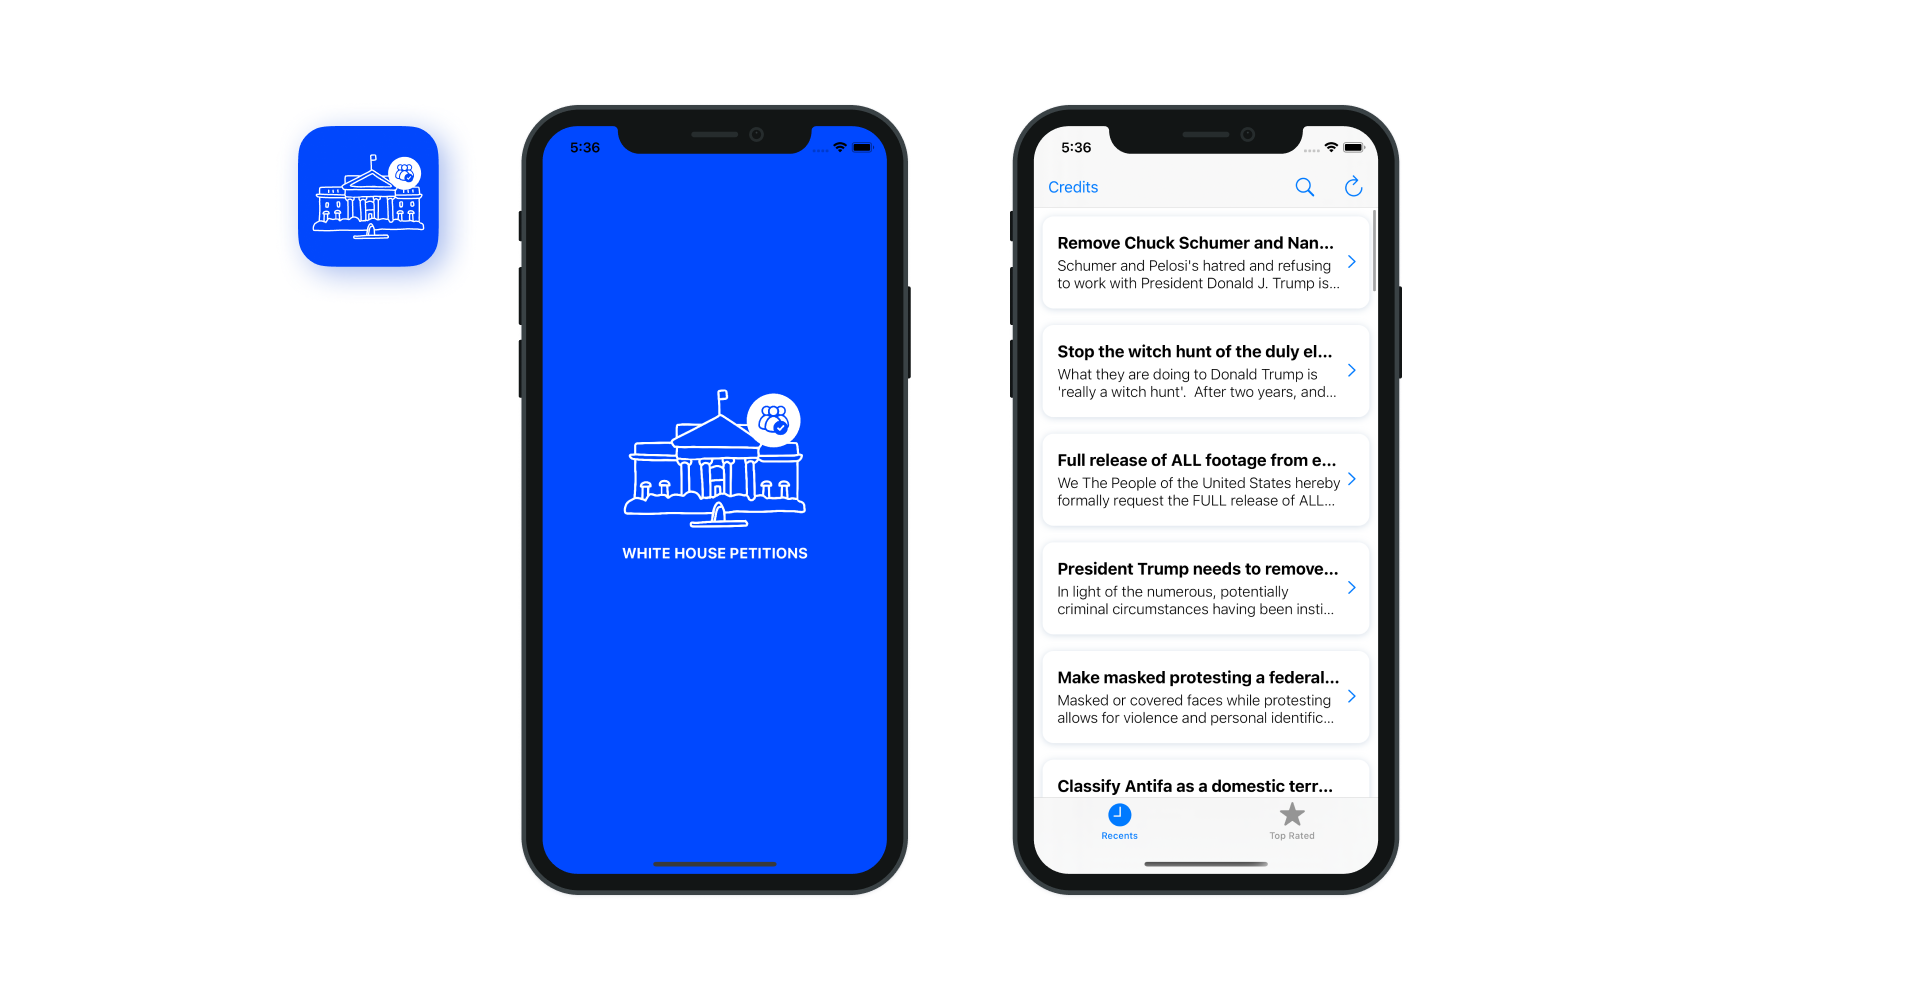 5:36
WHITE HOUSE PETITIONS
5:36
Credits
Remove Chuck Schumer and Nan...
Schumer and Pelosi's hatred and refusing
to work with President Donald J. Trump is...
Stop the witch hunt of the duly el...
What they are doing to Donald Trump is
'really a witch hunt'.  After two years, and...
Full release of ALL footage from e...
We The People of the United States hereby
formally request the FULL release of ALL...
President Trump needs to remove...
In light of the numerous, potentially
criminal circumstances having been insti...
Make masked protesting a federal...
Masked or covered faces while protesting
allows for violence and personal identific...
Classify Antifa as a domestic terr...
Recents
Top Rated